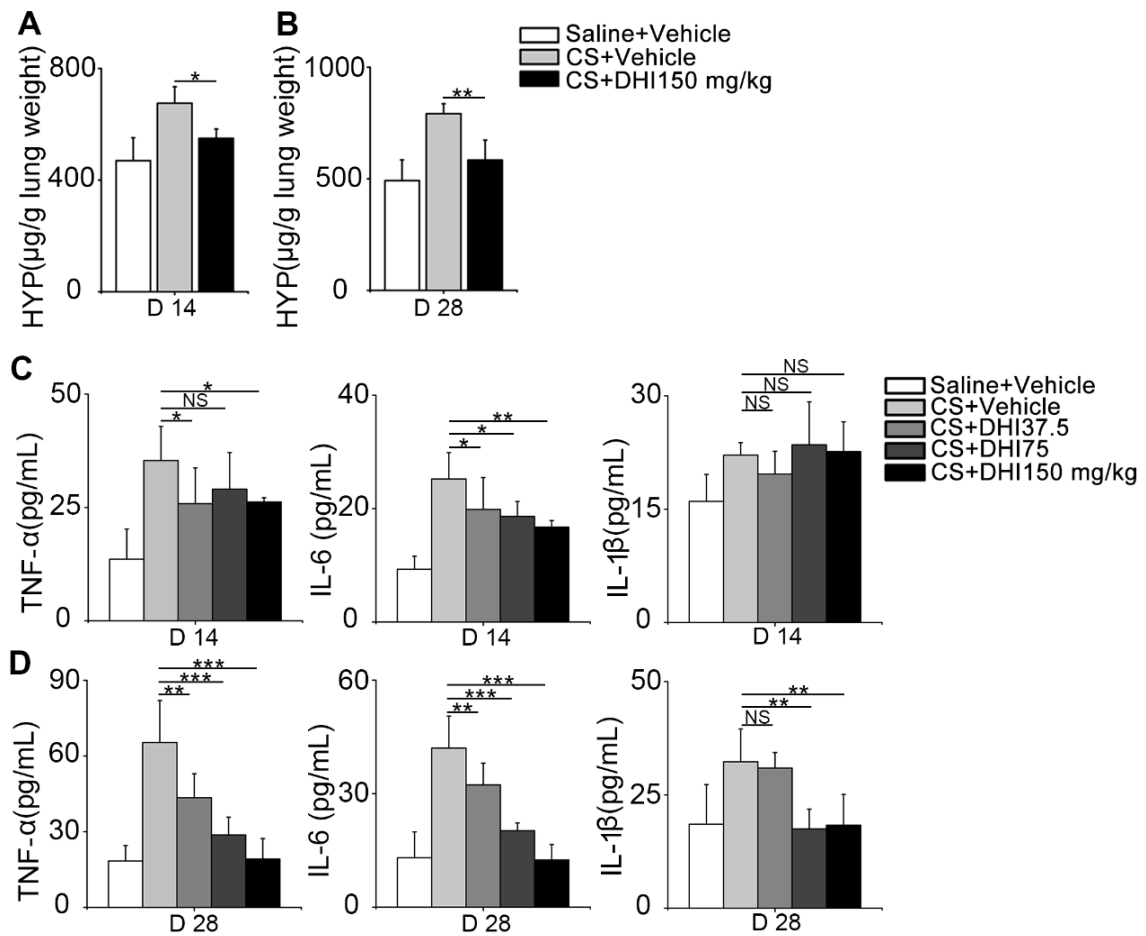 A
HYP(μg/g lung weight)
800
400
0
*
D 14
B
HYP(μg/g lung weight)
1000
500
0
**
D 28
Saline+Vehicle
CS+Vehicle
CS+DHI150 mg/kg
C
TNF-α(pg/mL)
50
25
0
*
NS
*
D 14
IL-6 (pg/mL)
40
20
0
**
*
*
D 14
IL-1β(pg/mL)
30
15
0
NS
NS
NS
D 14
Saline+Vehicle
CS+Vehicle
CS+DHI37.5
CS+DHI75
CS+DHI150 mg/kg
D
TNF-α(pg/mL)
90
60
30
0
***
***
**
D 28
IL-6 (pg/mL)
60
30
0
***
***
**
D 28
IL-1β(pg/mL)
50
25
0
**
**
NS
D 28